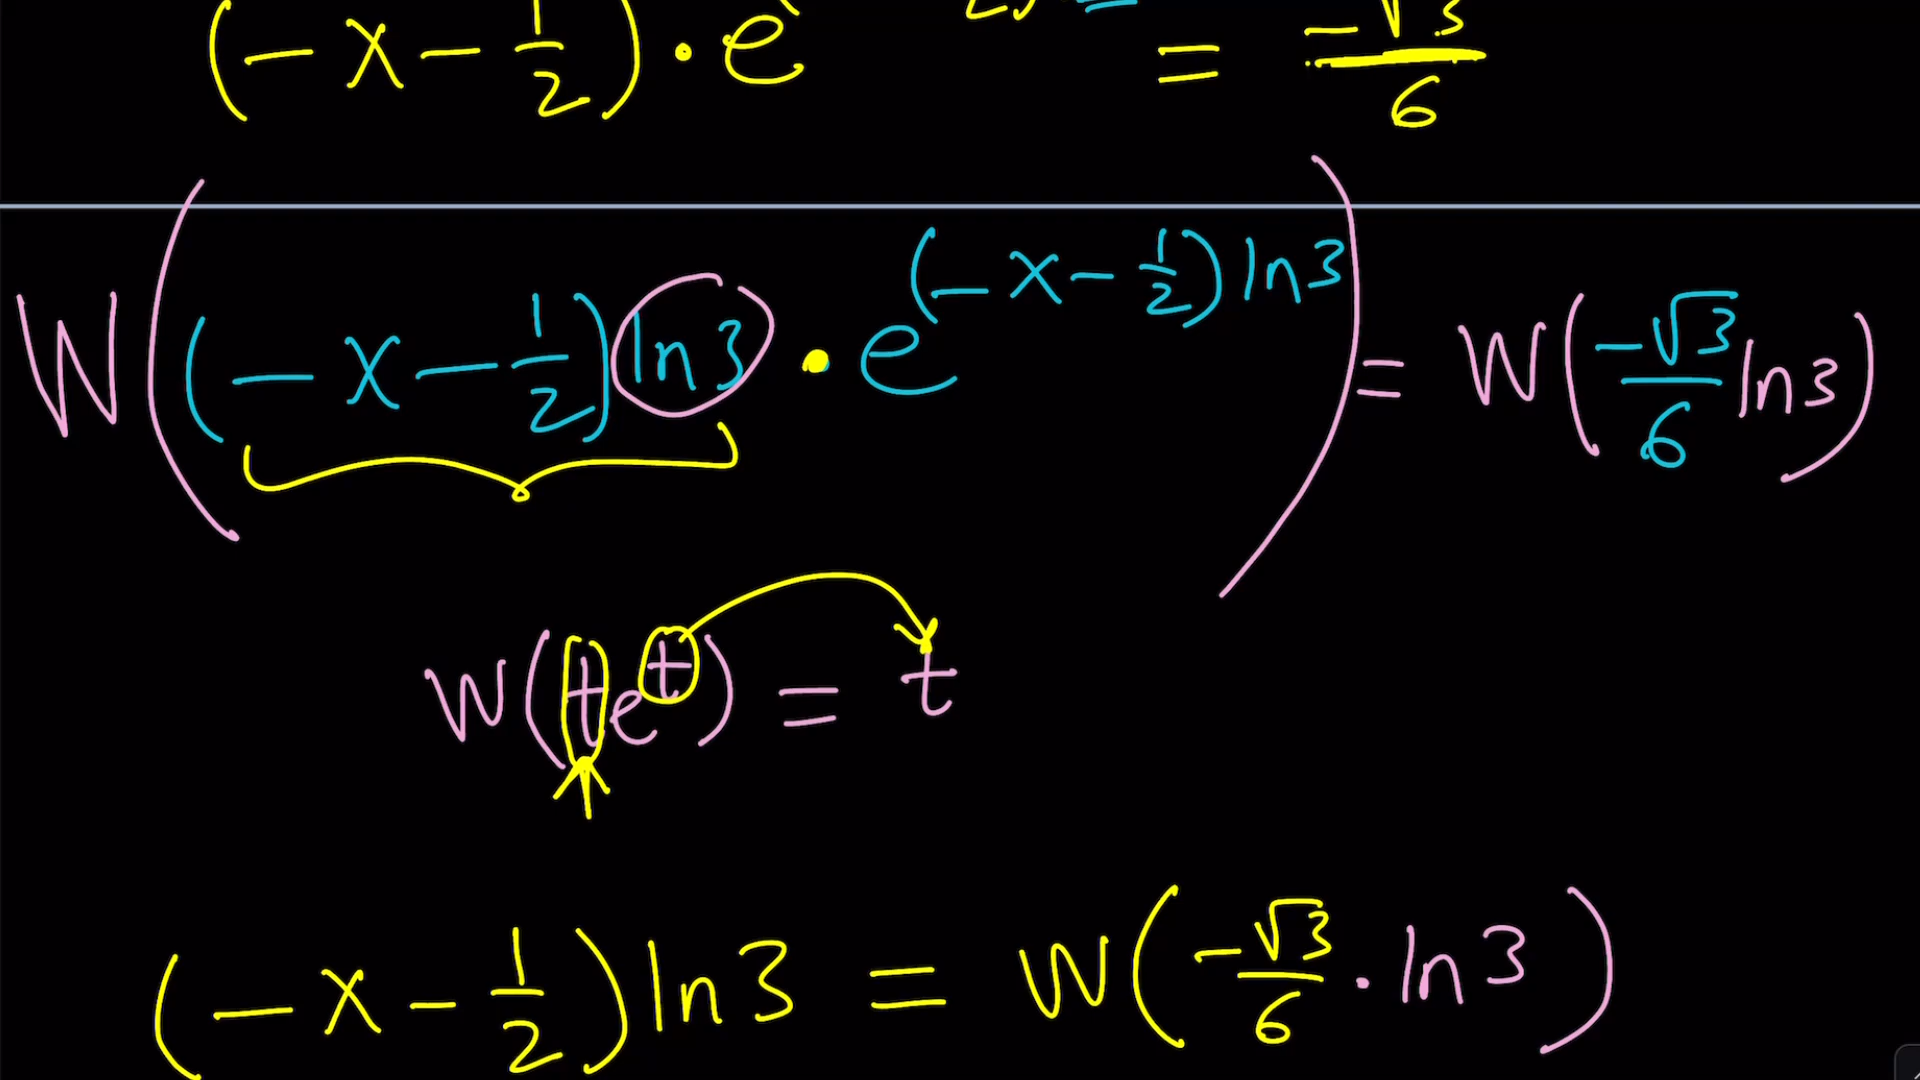 (-x-1/2)·e = -√3/6
W((-x-1/2)ln3·e^((-x-1/2)ln3)) = W(-√3/6 ln3)
W(te^t) = t
(-x-1/2)ln3 = W(-√3/6·ln3)